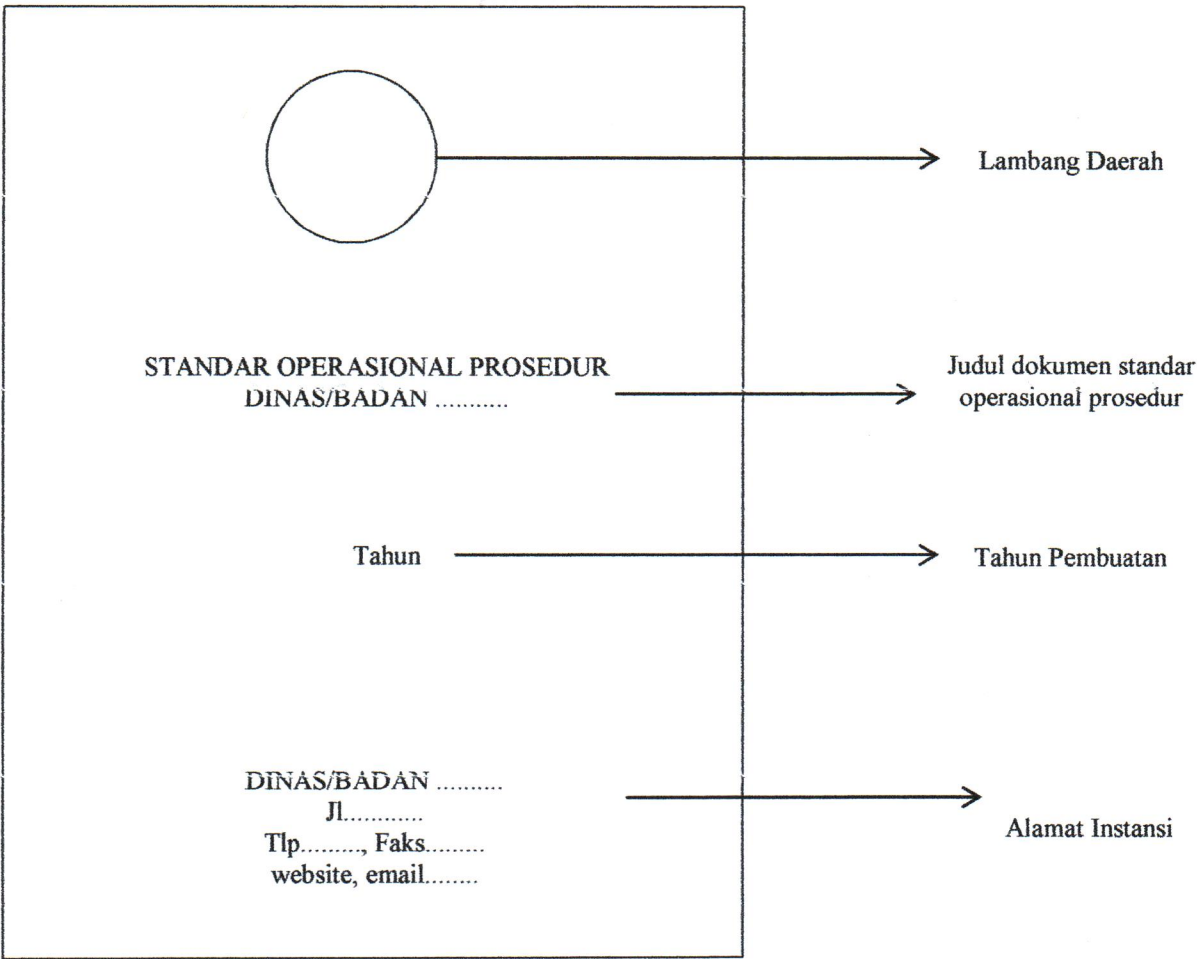 Lambang Daerah
STANDAR OPERASIONAL PROSEDUR
DINAS/BADAN ...........
Judul dokumen standar
operasional prosedur
Tahun
Tahun Pembuatan
DINAS/BADAN ..........
Jl............
Tlp........., Faks.........
website, email........
Alamat Instansi